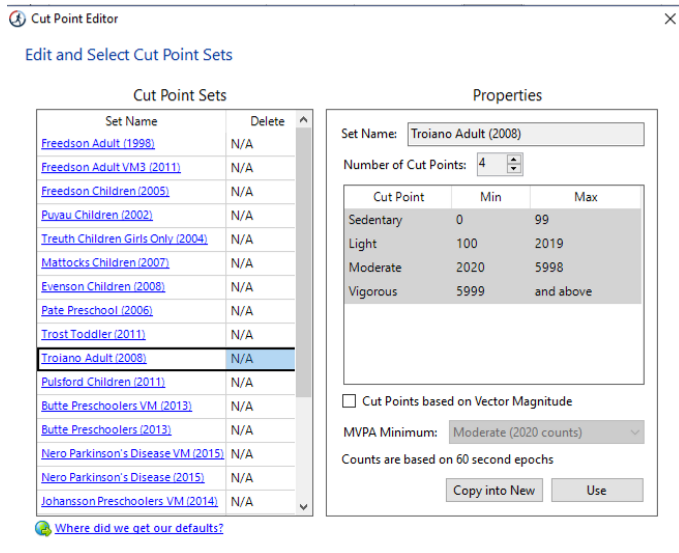 Cut Point Editor
Edit and Select Cut Point Sets
Cut Point Sets
Set Name Delete
Freedson Adult (1998) N/A
Freedson Adult VM3 (2011) N/A
Freedson Children (2005) N/A
Puyau Children (2002) N/A
Treuth Children Girls Only (2004) N/A
Mattocks Children (2007) N/A
Evenson Children (2008) N/A
Pate Preschool (2006) N/A
Trost Toddler (2011) N/A
Troiano Adult (2008) N/A
Pulsford Children (2011) N/A
Butte Preschoolers VM (2013) N/A
Butte Preschoolers (2013) N/A
Nero Parkinson's Disease VM (2015) N/A
Nero Parkinson's Disease (2015) N/A
Johansson Preschoolers VM (2014) N/A
Where did we get our defaults?
Properties
Set Name: Troiano Adult (2008)
Number of Cut Points: 4
Cut Point Min Max
Sedentary 0 99
Light 100 2019
Moderate 2020 5998
Vigorous 5999 and above
Cut Points based on Vector Magnitude
MVPA Minimum: Moderate (2020 counts)
Counts are based on 60 second epochs
Copy into New Use